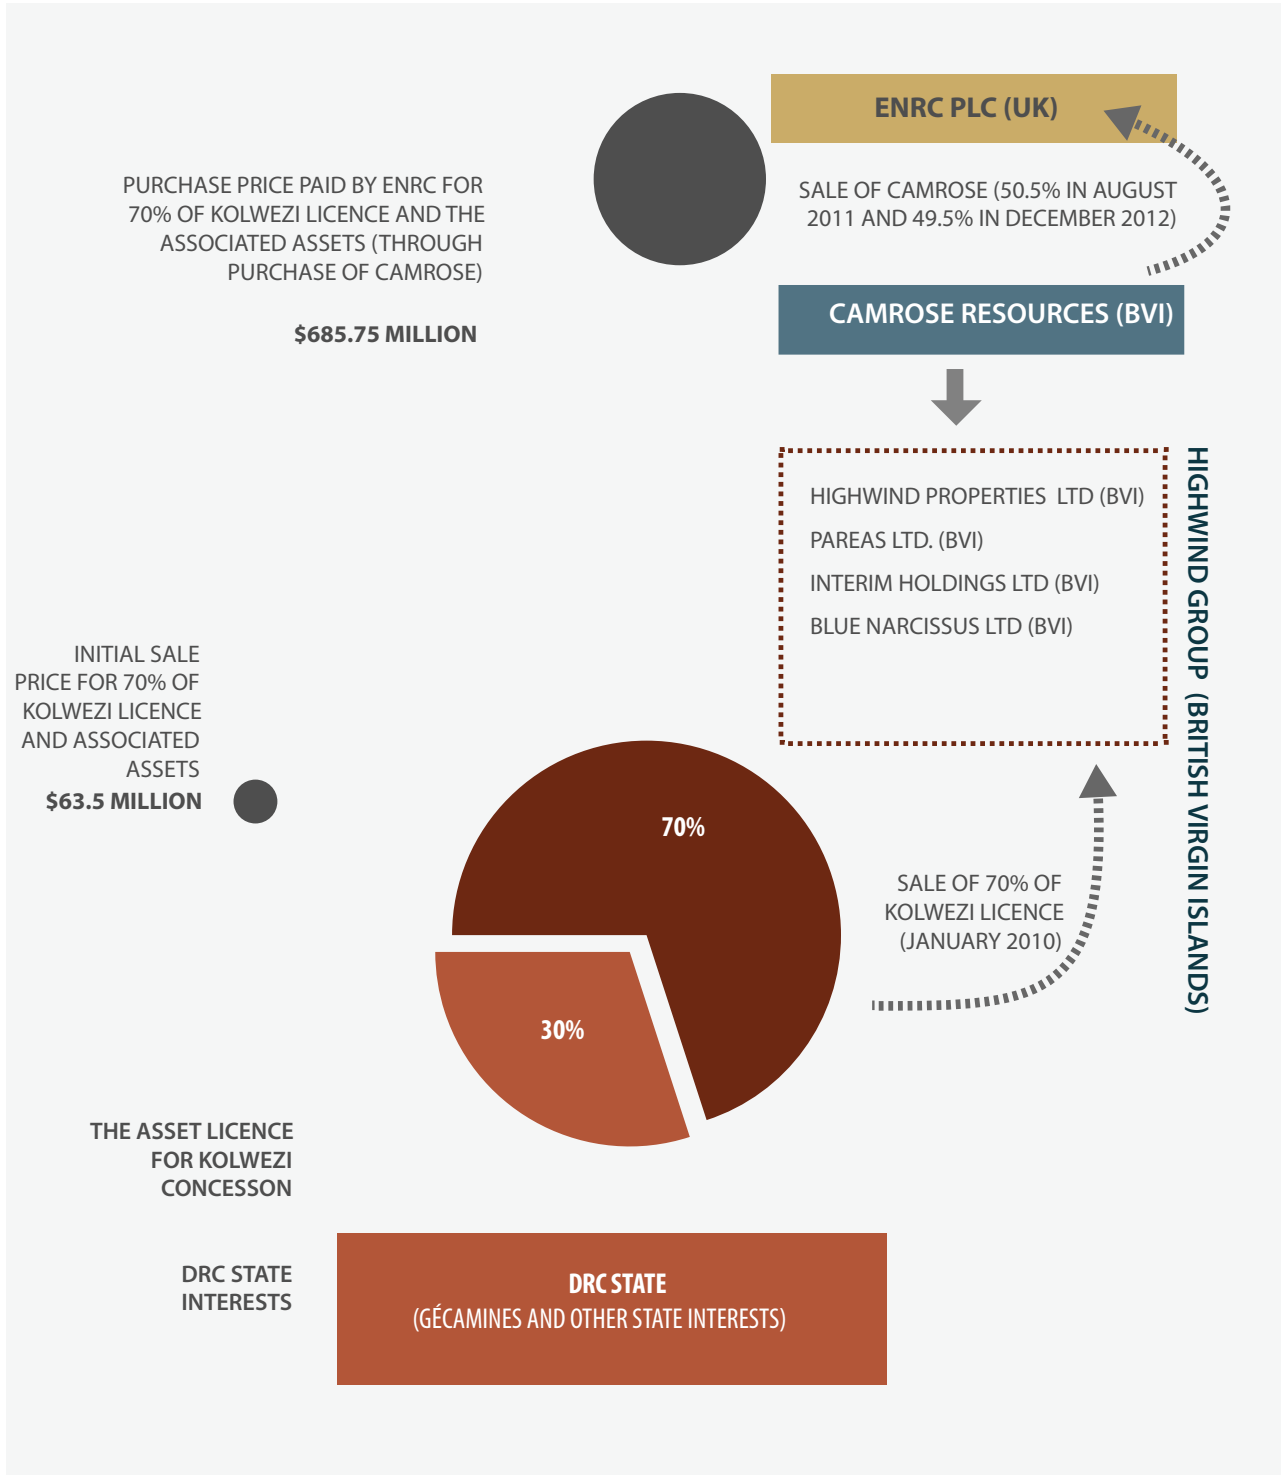 ENRC PLC (UK)
PURCHASE PRICE PAID BY ENRC FOR
70% OF KOLWEZI LICENCE AND THE
ASSOCIATED ASSETS (THROUGH
PURCHASE OF CAMROSE)
$685.75 MILLION
SALE OF CAMROSE (50.5% IN AUGUST
2011 AND 49.5% IN DECEMBER 2012)
CAMROSE RESOURCES (BVI)
HIGHWIND PROPERTIES LTD (BVI)
PAREAS LTD. (BVI)
INTERIM HOLDINGS LTD (BVI)
BLUE NARCISSUS LTD (BVI)
HIGHWIND GROUP (BRITISH VIRGIN ISLANDS)
INITIAL SALE
PRICE FOR 70% OF
KOLWEZI LICENCE
AND ASSOCIATED
ASSETS
$63.5 MILLION
70%
30%
SALE OF 70% OF
KOLWEZI LICENCE
(JANUARY 2010)
THE ASSET LICENCE
FOR KOLWEZI
CONCESSON
DRC STATE
INTERESTS
DRC STATE
(GÉCAMINES AND OTHER STATE INTERESTS)